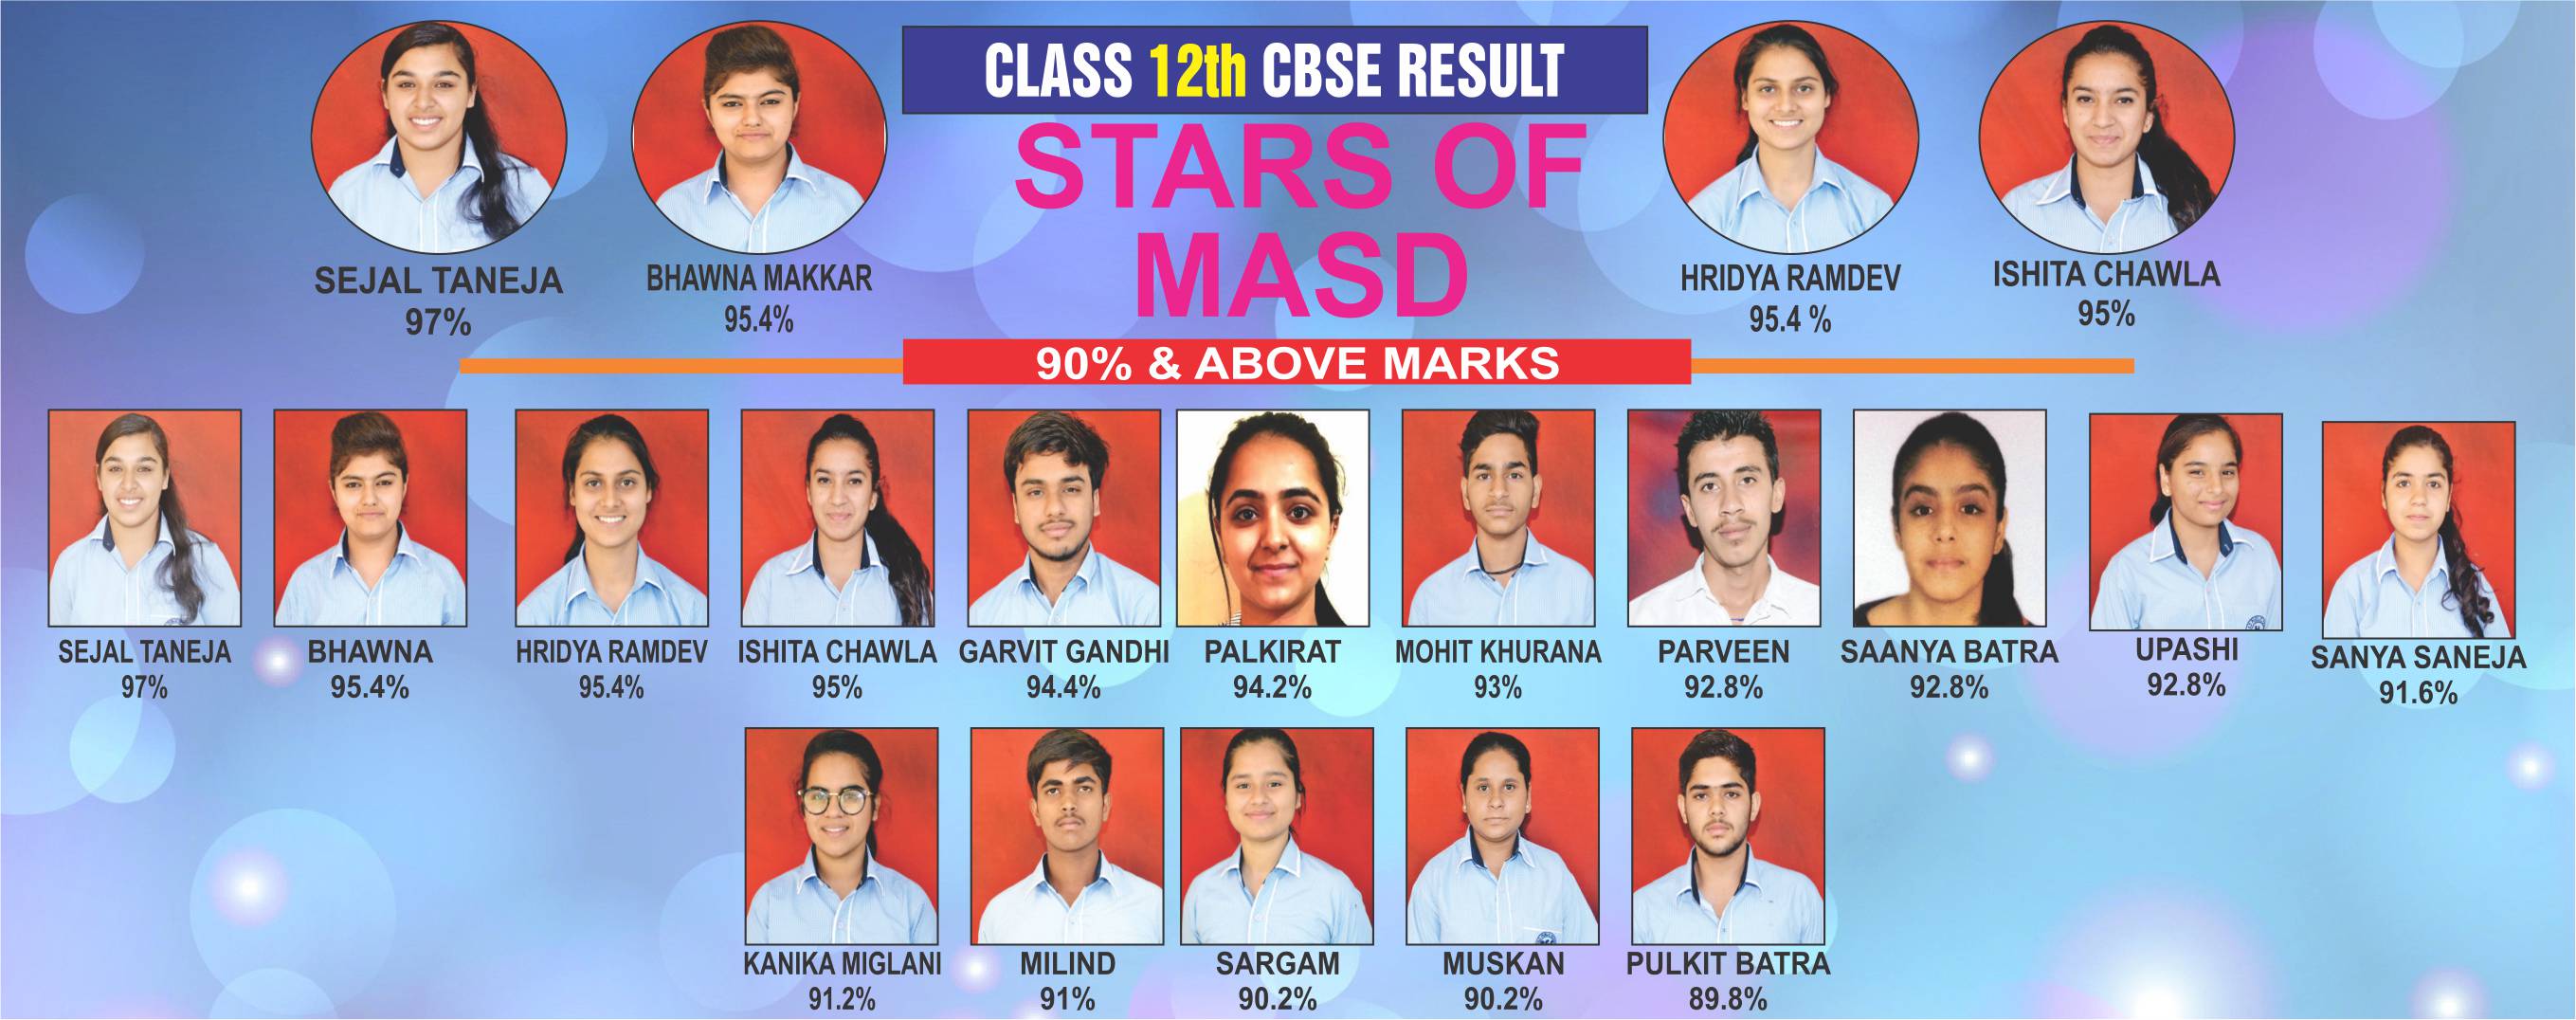 CLASS 12th CBSE RESULT
STARS OF
MASD
SEJAL TANEJA
97%
BHAWNA MAKKAR
95.4%
HRIDYA RAMDEV
95.4 %
ISHITA CHAWLA
95%
90% & ABOVE MARKS
SEJAL TANEJA
97%
BHAWNA
95.4%
HRIDYA RAMDEV
95.4%
ISHITA CHAWLA
95%
GARVIT GANDHI
94.4%
PALKIRAT
94.2%
MOHIT KHURANA
93%
PARVEEN
92.8%
SAANYA BATRA
92.8%
UPASHI
92.8%
SANYA SANEJA
91.6%
KANIKA MIGLANI
91.2%
MILIND
91%
SARGAM
90.2%
MUSKAN
90.2%
PULKIT BATRA
89.8%